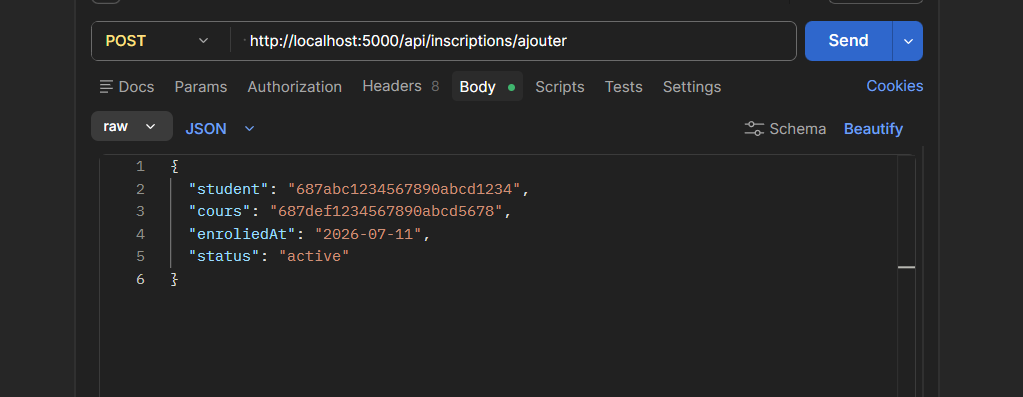 POST http://localhost:5000/api/inscriptions/ajouter Send
Docs Params Authorization Headers 8 Body Scripts Tests Settings Cookies
raw JSON Schema Beautify
1 {
2 "student": "687abc1234567890abcd1234",
3 "cours": "687def1234567890abcd5678",
4 "enroliedAt": "2026-07-11",
5 "status": "active"
6 }